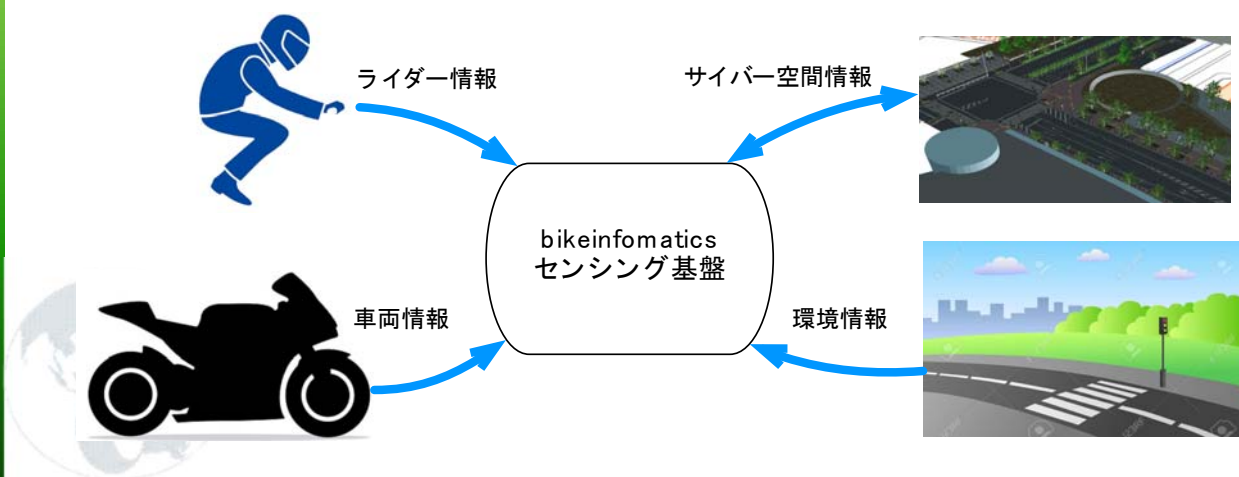 ライダー情報
サイバー空間情報
bikeinfomatics
センシング基盤
車両情報
環境情報